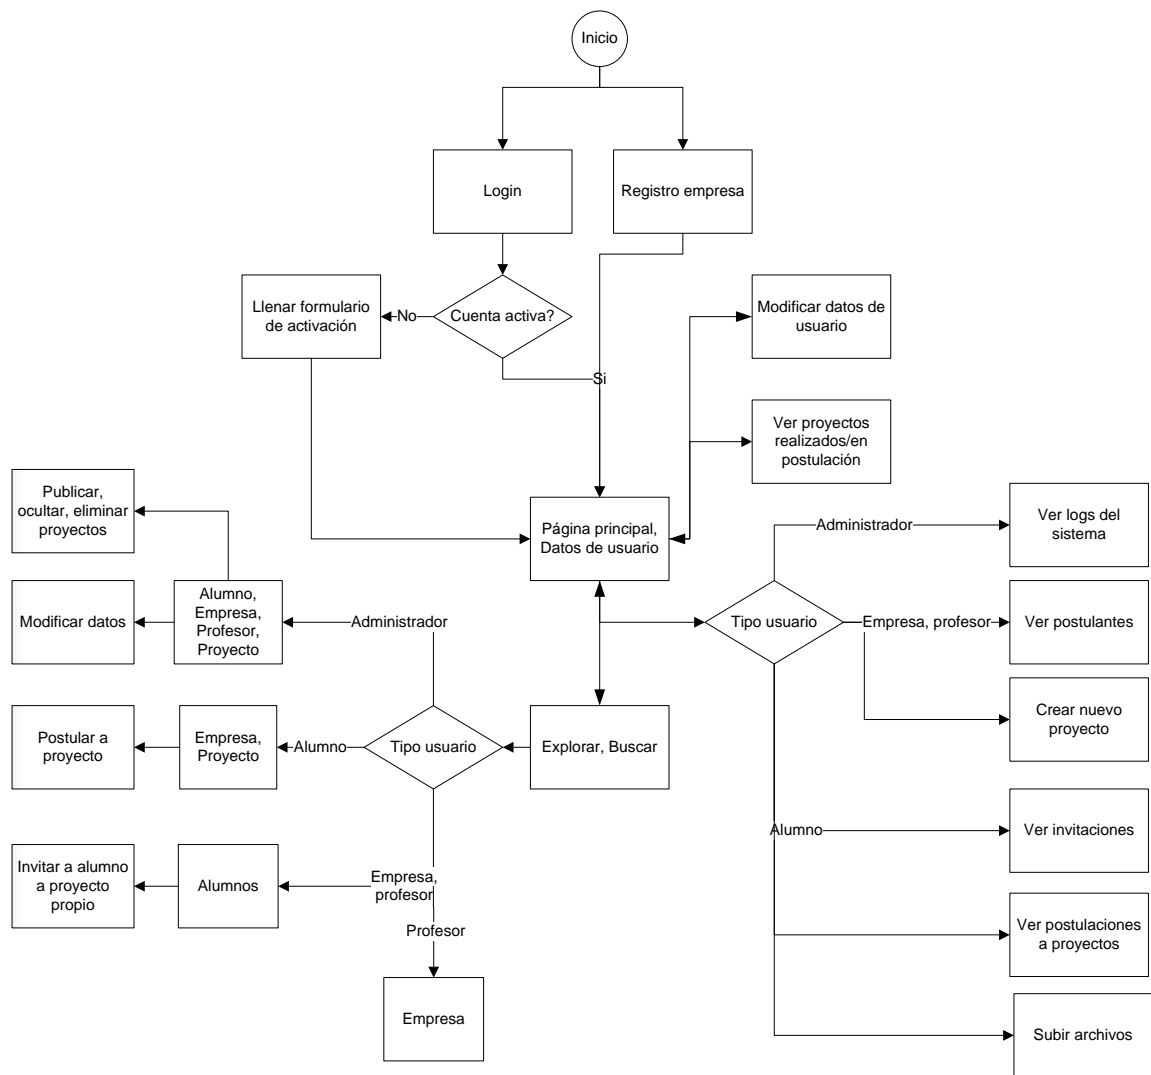 Inicio
Login
Registro empresa
Llenar formulario
de activación
No
Cuenta activa?
Si
Modificar datos de
usuario
Ver proyectos
realizados/en
postulación
Publicar,
ocultar, eliminar
proyectos
Página principal,
Datos de usuario
Administrador
Ver logs del
sistema
Modificar datos
Alumno,
Empresa,
Profesor,
Proyecto
Administrador
Tipo usuario
Empresa, profesor
Ver postulantes
Crear nuevo
proyecto
Postular a
proyecto
Empresa,
Proyecto
Alumno
Tipo usuario
Explorar, Buscar
Alumno
Ver invitaciones
Invitar a alumno
a proyecto
propio
Alumnos
Empresa,
profesor
Profesor
Ver postulaciones
a proyectos
Empresa
Subir archivos